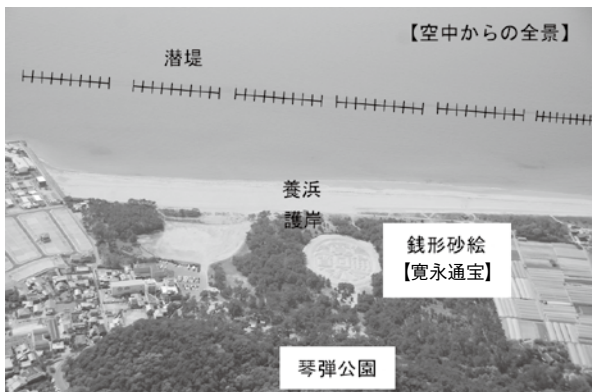 【空中からの全景】
潜堤
養浜
護岸
銭形砂絵
【寛永通宝】
琴弾公園